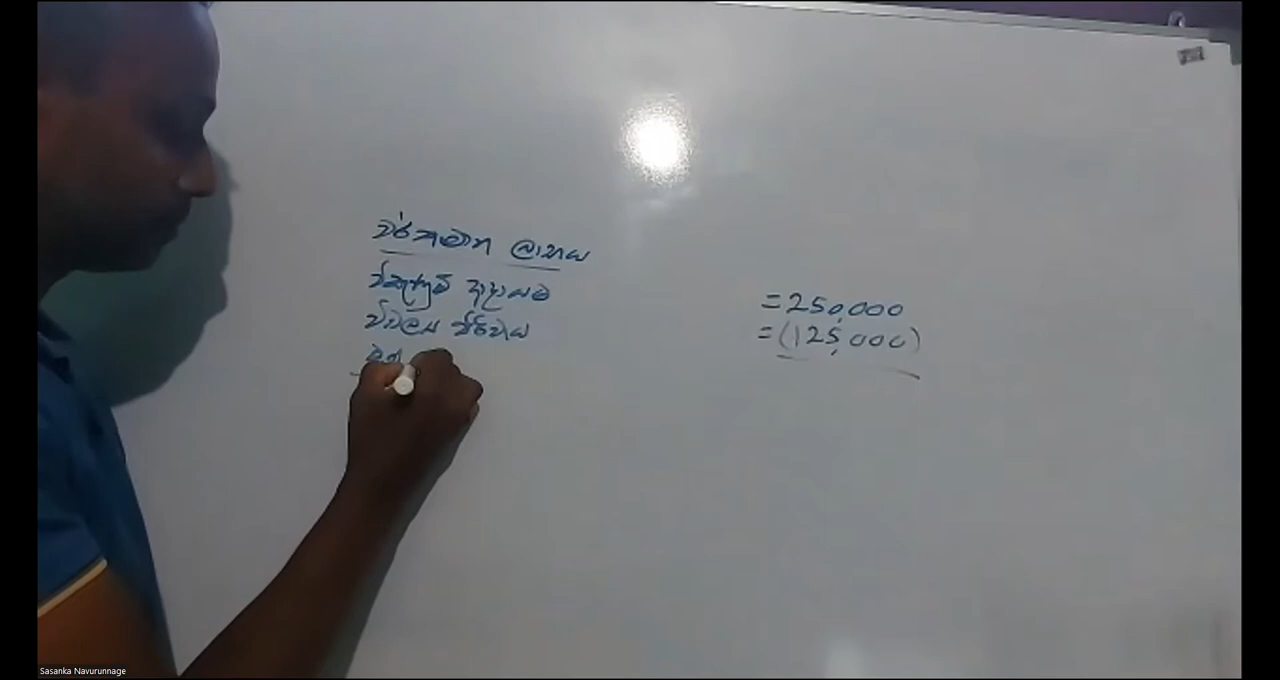 වර්තමාන ලාභය
විකුණුම් ආදායම = 250,000
විචල්‍ය පිරිවැය = (125,000)
Sasanka Navurunnage